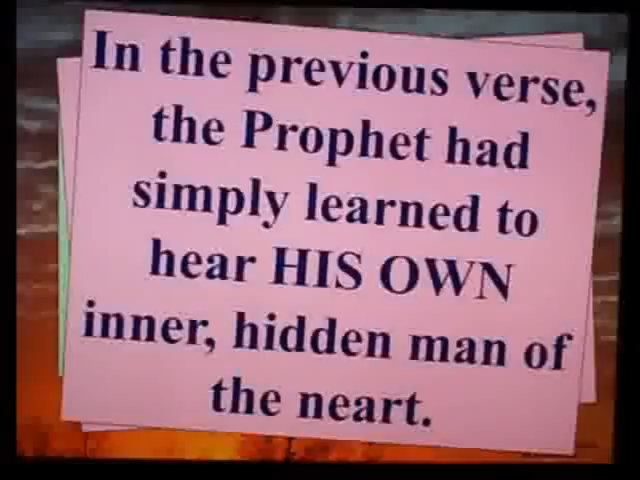 In the previous verse,
the Prophet had
simply learned to
hear HIS OWN
inner, hidden man of
the neart.